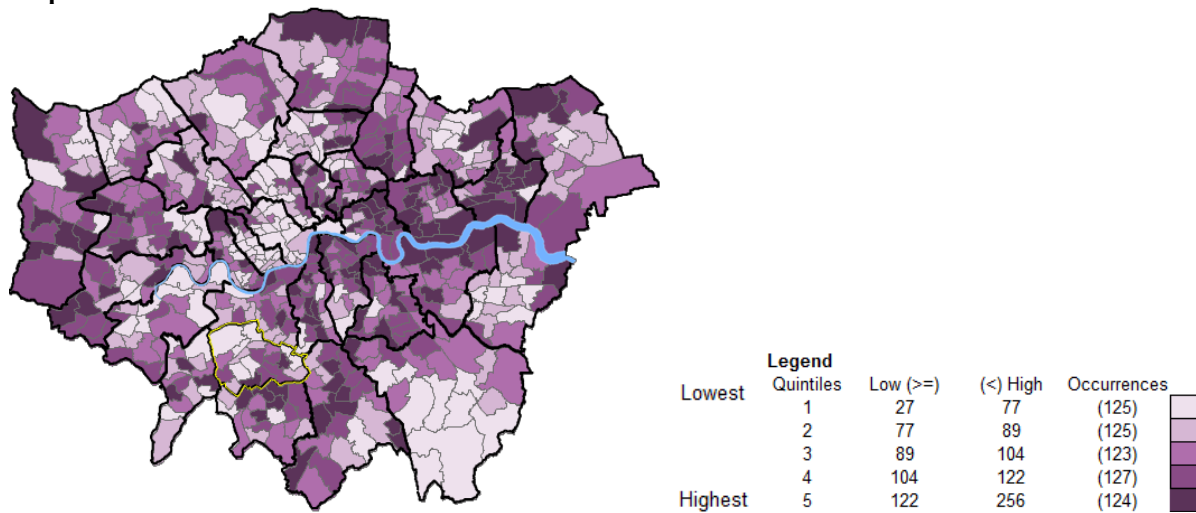 Legend
Lowest
Quintiles Low (>=) (<) High Occurrences
1 27 77 (125)
2 77 89 (125)
3 89 104 (123)
4 104 122 (127)
Highest 5 122 256 (124)